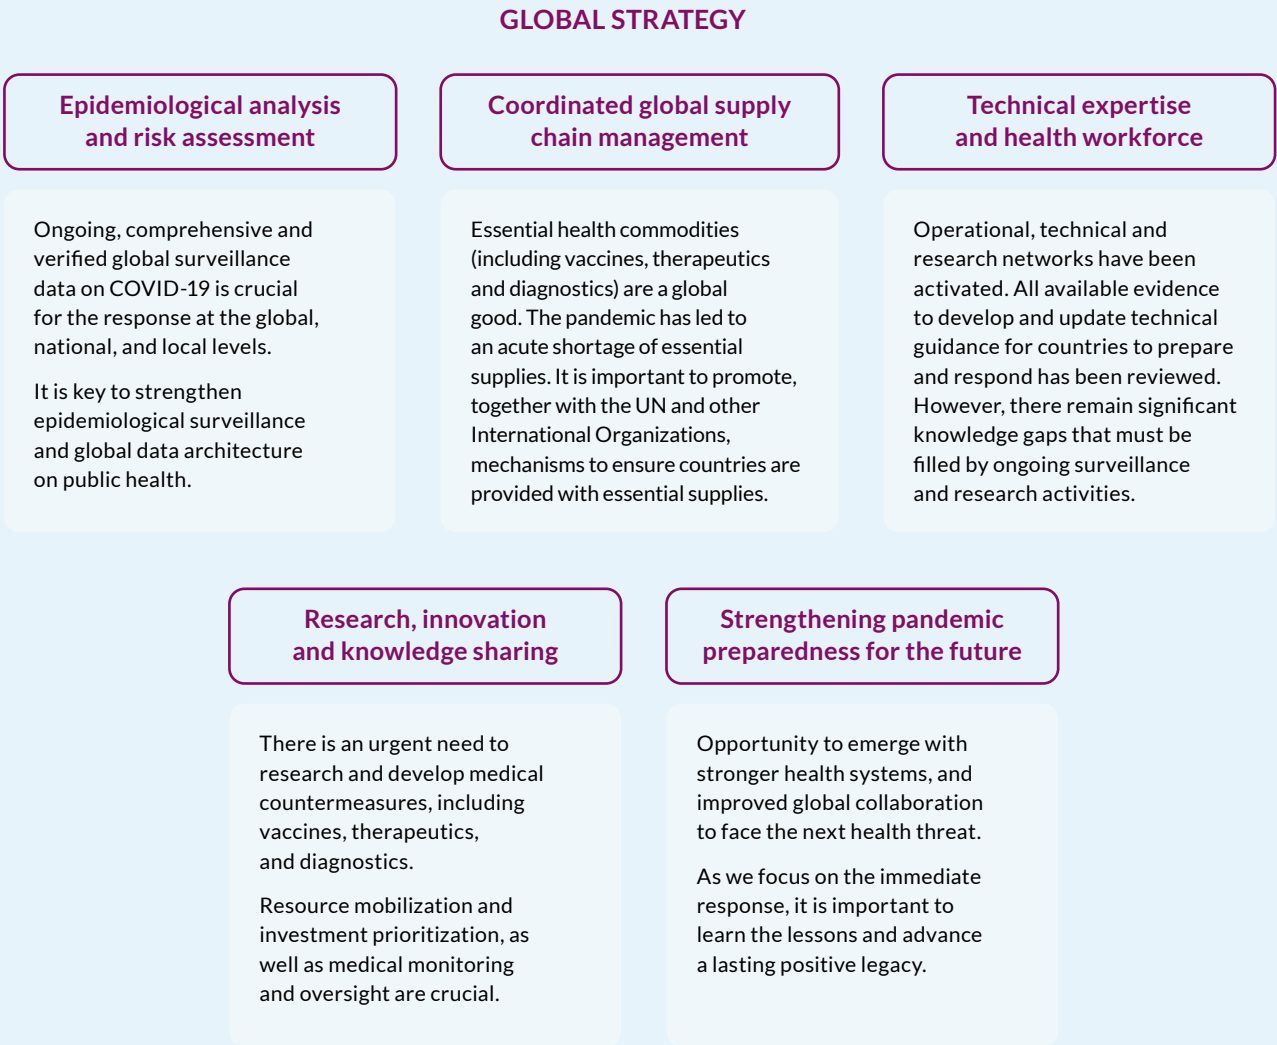 GLOBAL STRATEGY
Epidemiological analysis
and risk assessment
Ongoing, comprehensive and
verified global surveillance
data on COVID-19 is crucial
for the response at the global,
national, and local levels.
It is key to strengthen
epidemiological surveillance
and global data architecture
on public health.
Coordinated global supply
chain management
Essential health commodities
(including vaccines, therapeutics
and diagnostics) are a global
good. The pandemic has led to
an acute shortage of essential
supplies. It is important to promote,
together with the UN and other
International Organizations,
mechanisms to ensure countries are
provided with essential supplies.
Technical expertise
and health workforce
Operational, technical and
research networks have been
activated. All available evidence
to develop and update technical
guidance for countries to prepare
and respond has been reviewed.
However, there remain significant
knowledge gaps that must be
filled by ongoing surveillance
and research activities.
Research, innovation
and knowledge sharing
There is an urgent need to
research and develop medical
countermeasures, including
vaccines, therapeutics,
and diagnostics.
Resource mobilization and
investment prioritization, as
well as medical monitoring
and oversight are crucial.
Strengthening pandemic
preparedness for the future
Opportunity to emerge with
stronger health systems, and
improved global collaboration
to face the next health threat.
As we focus on the immediate
response, it is important to
learn the lessons and advance
a lasting positive legacy.